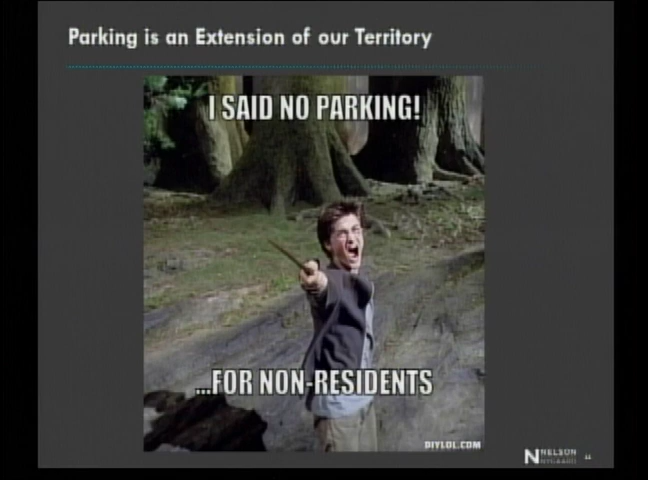 Parking is an Extension of our Territory
I SAID NO PARKING!
...FOR NON-RESIDENTS
DIYLOL.COM
NELSON
NYGAARD